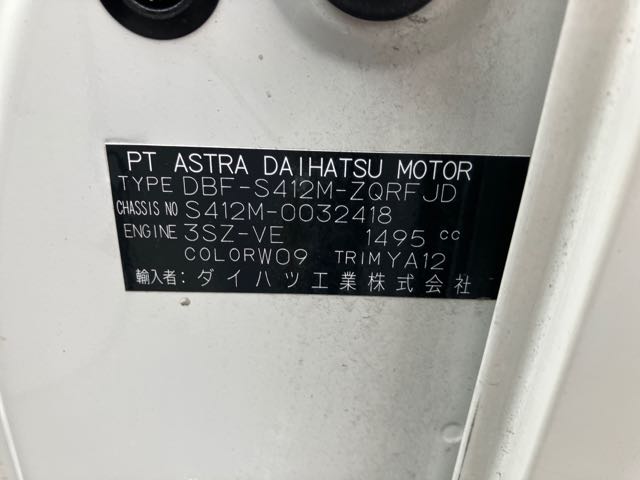 PT ASTRA DAIHATSU MOTOR
TYPE DBF-S412M-ZQRFJD
CHASSIS NO S412M-0032418
ENGINE 3SZ-VE 1495 cc
COLOR W09 TRIM YA12
輸入者: ダイハツ工業株式会社